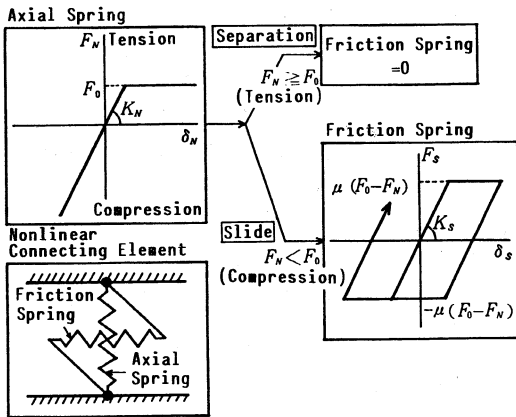 Axial Spring
F_N Tension
F_0
K_N
δ_N
Compression
Separation
F_N ≧ F_0
(Tension)
Friction Spring
=0
Slide
F_N < F_0
(Compression)
Friction Spring
F_S
μ (F_0-F_N)
K_S
δ_S
-μ (F_0-F_N)
Nonlinear
Connecting Element
Friction
Spring
Axial
Spring